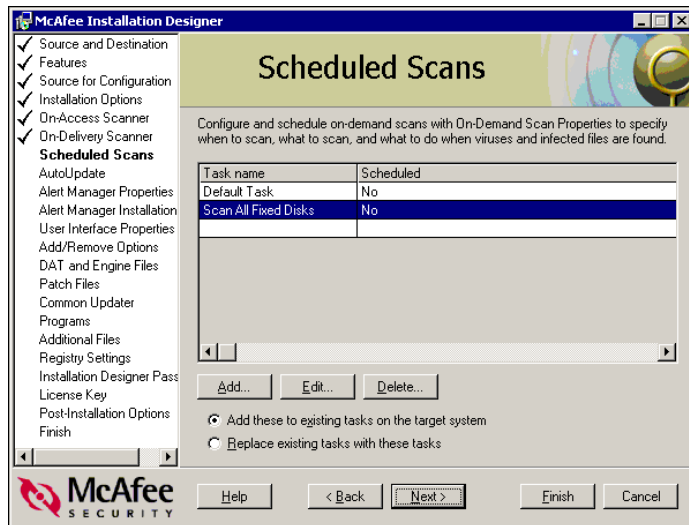 McAfee Installation Designer
Source and Destination
Features
Source for Configuration
Installation Options
On-Access Scanner
On-Delivery Scanner
Scheduled Scans
AutoUpdate
Alert Manager Properties
Alert Manager Installation
User Interface Properties
Add/Remove Options
DAT and Engine Files
Patch Files
Common Updater
Programs
Additional Files
Registry Settings
Installation Designer Pass
License Key
Post-Installation Options
Finish
Scheduled Scans
Configure and schedule on-demand scans with On-Demand Scan Properties to specify
when to scan, what to scan, and what to do when viruses and infected files are found.
Task name Scheduled
Default Task No
Scan All Fixed Disks No
Add... Edit... Delete...
Add these to existing tasks on the target system
Replace existing tasks with these tasks
McAfee
SECURITY
Help < Back Next > Finish Cancel